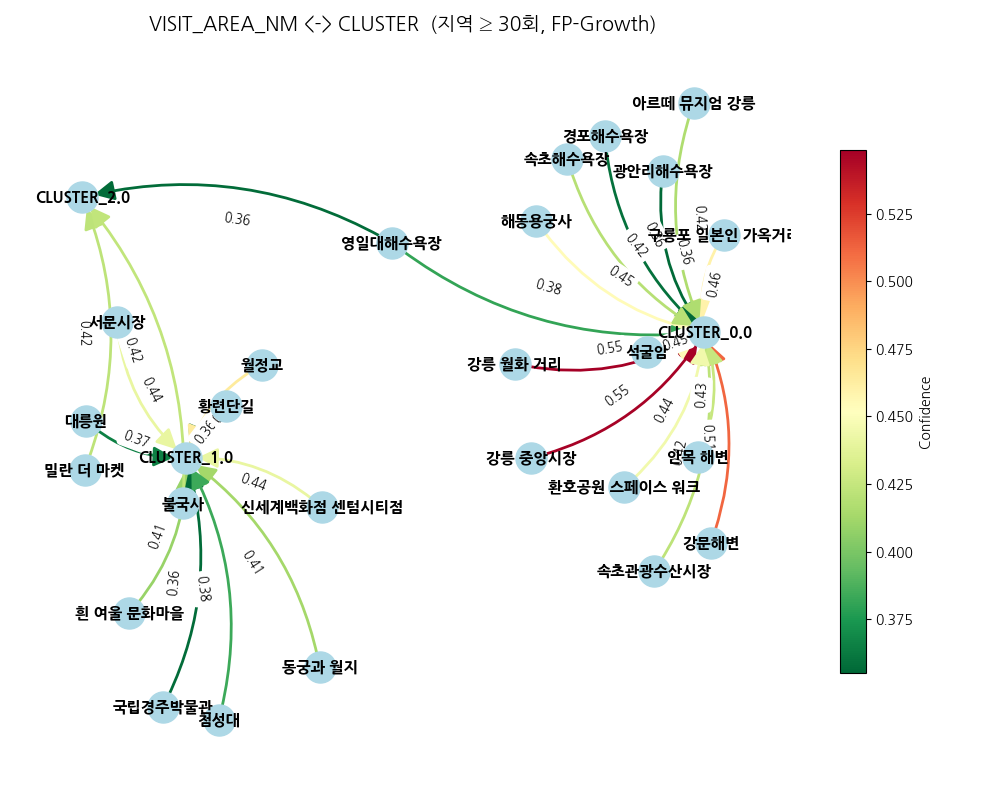 VISIT_AREA_NM <-> CLUSTER (지역 ≥ 30회, FP-Growth)
아르떼 뮤지엄 강릉
경포해수욕장
속초해수욕장
광안리해수욕장
CLUSTER_2.0
0.36
해동용궁사
0.42
구룡포 일본인 가옥거리
영일대해수욕장
0.42
0.36
0.45
0.46
0.38
서문시장
CLUSTER_0.0
0.42
0.42
0.55
석굴암
0.45
강릉 월화 거리
월정교
0.44
0.55
0.43
황련단길
0.44
대릉원
0.36
0.37
0.51
CLUSTER_1.0
강릉 중앙시장
안목 해변
밀란 더 마켓
0.44
환호공원 스페이스 워크
불국사
신세계백화점 센텀시티점
0.41
강문해변
0.41
속초관광수산시장
0.36
0.38
흰 여울 문화마을
동궁과 월지
국립경주박물관
첨성대
0.525
0.500
0.475
0.450
0.425
0.400
0.375
Confidence